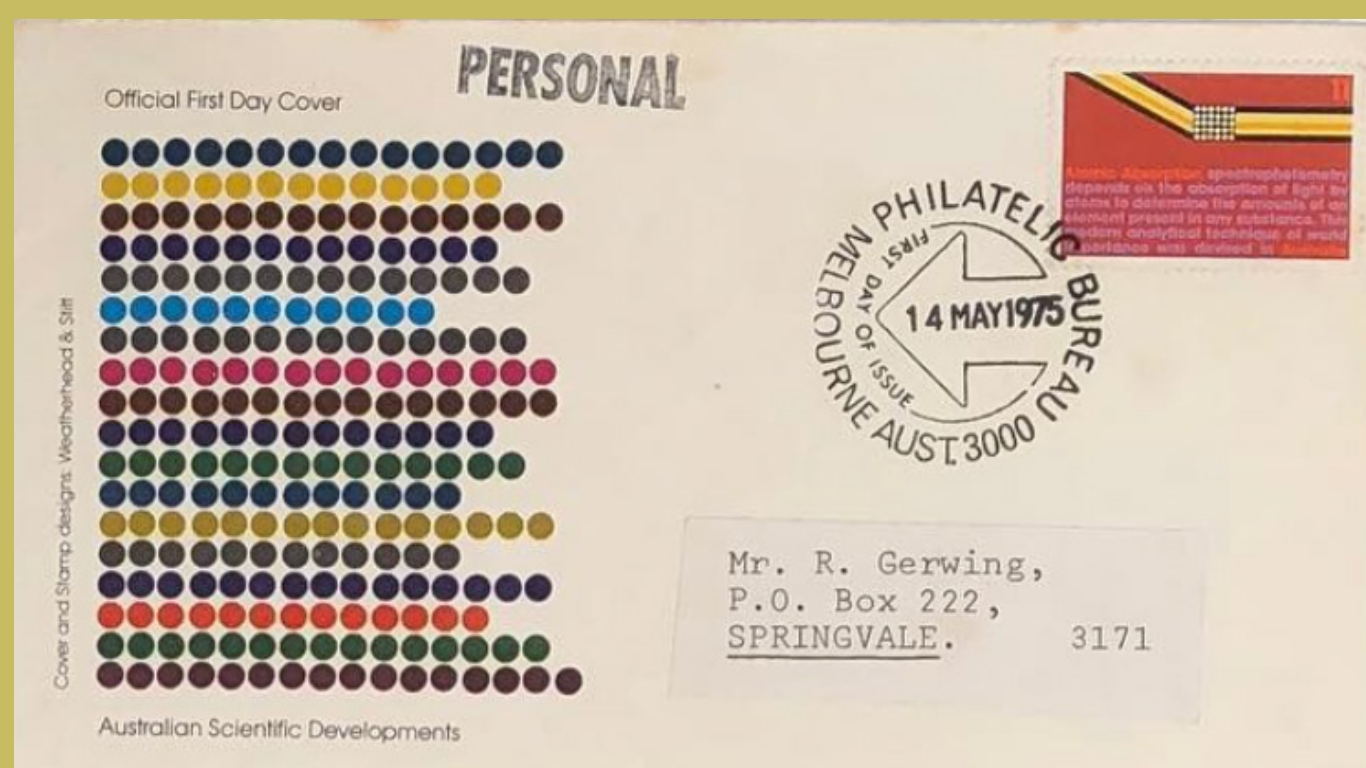 Official First Day Cover
PERSONAL
11
Atomic Absorption spectrophotometry
depends on the absorption of light by
atoms to determine the amounts of an
element present in any substance. This
modern analytical technique of world
importance was devised in Australia
PHILATELIC BUREAU
MELBOURNE AUST. 3000
FIRST DAY OF ISSUE
14 MAY 1975
Cover and Stamp designs: Weatherhead & Stitt
Mr. R. Gerwing,
P.O. Box 222,
SPRINGVALE. 3171
Australian Scientific Developments